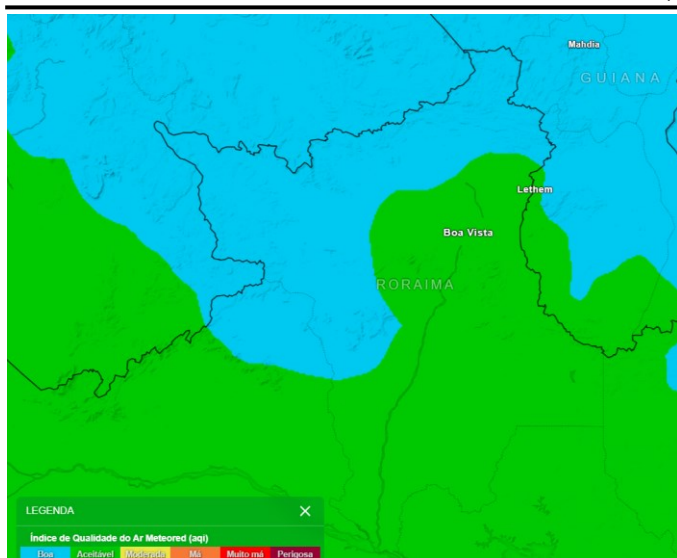 Mahdia
GUIANA
Lethem
Boa Vista
RORAIMA
LEGENDA
Índice de Qualidade do Ar Meteored (aqi)
Boa Aceitável Moderada Má Muito má Perigosa